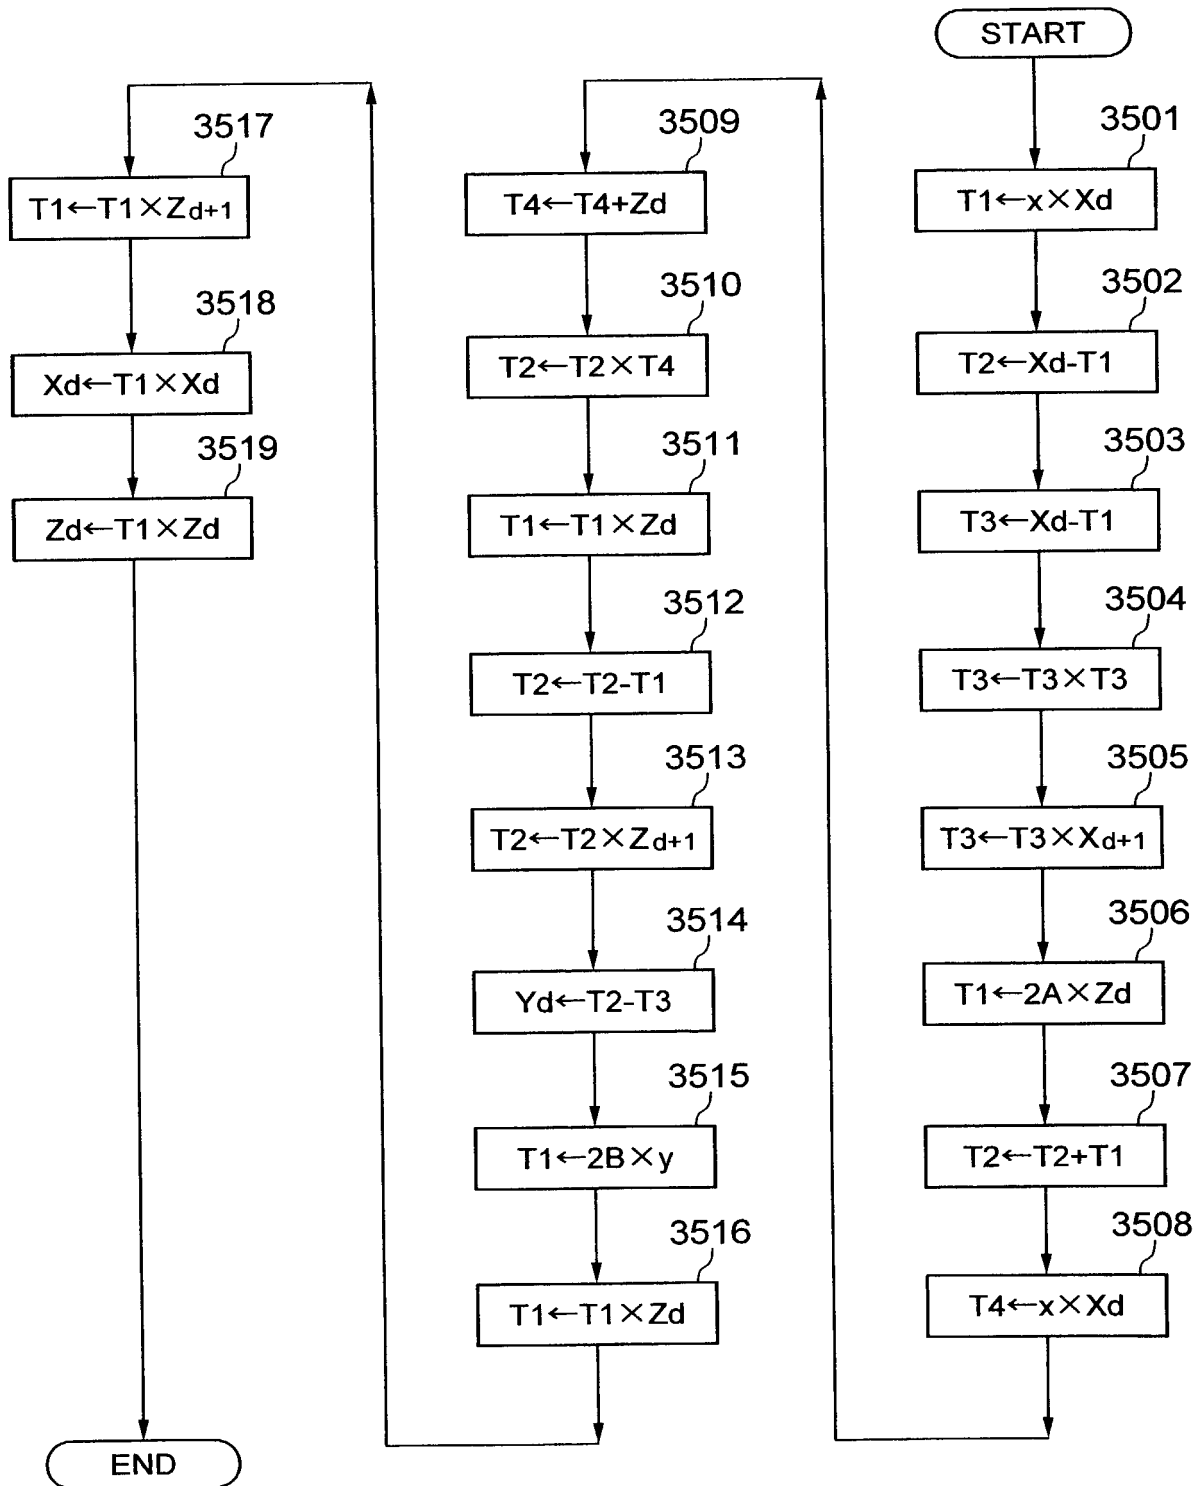 START
3501
T1←x×Xd
3502
T2←Xd-T1
3503
T3←Xd-T1
3504
T3←T3×T3
3505
T3←T3×Xd+1
3506
T1←2A×Zd
3507
T2←T2+T1
3508
T4←x×Xd
3509
T4←T4+Zd
3510
T2←T2×T4
3511
T1←T1×Zd
3512
T2←T2-T1
3513
T2←T2×Zd+1
3514
Yd←T2-T3
3515
T1←2B×y
3516
T1←T1×Zd
3517
T1←T1×Zd+1
3518
Xd←T1×Xd
3519
Zd←T1×Zd
END